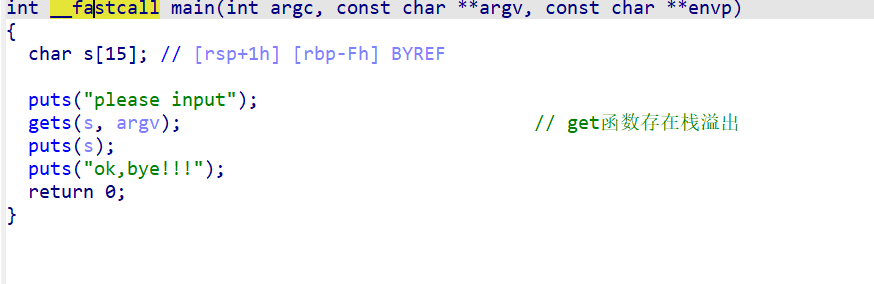 int __fastcall main(int argc, const char **argv, const char **envp)
{
char s[15]; // [rsp+1h] [rbp-Fh] BYREF
puts("please input");
gets(s, argv); // get函数存在栈溢出
puts(s);
puts("ok,bye!!!");
return 0;
}